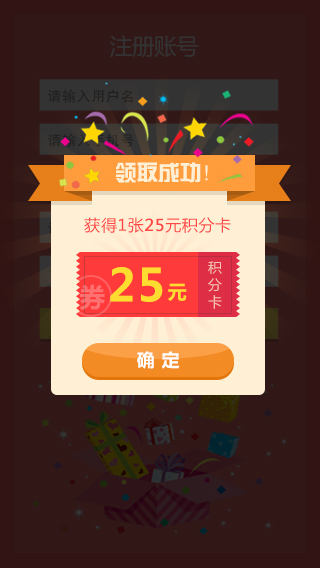 注册账号
请输入用户名
领取成功!
获得1张25元积分卡
券 25元
积分卡
确定